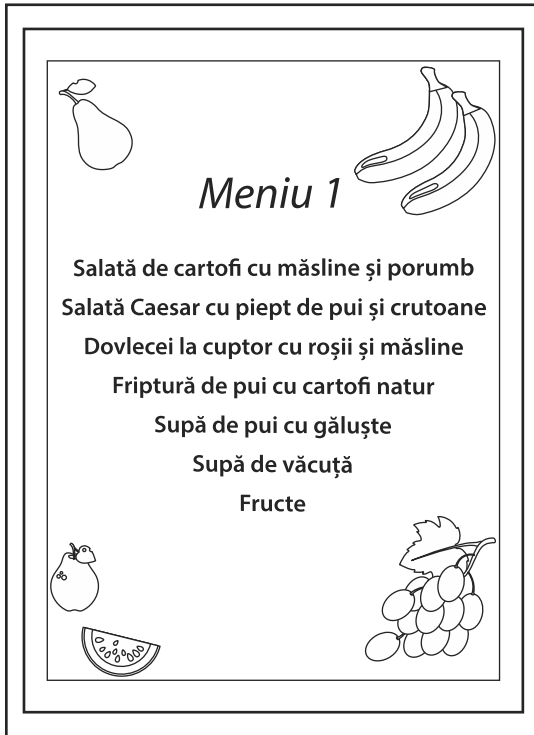 Meniu 1
Salată de cartofi cu măsline și porumb
Salată Caesar cu piept de pui și crutoane
Dovlecei la cuptor cu roșii și măsline
Friptură de pui cu cartofi natur
Supă de pui cu găluște
Supă de văcuță
Fructe